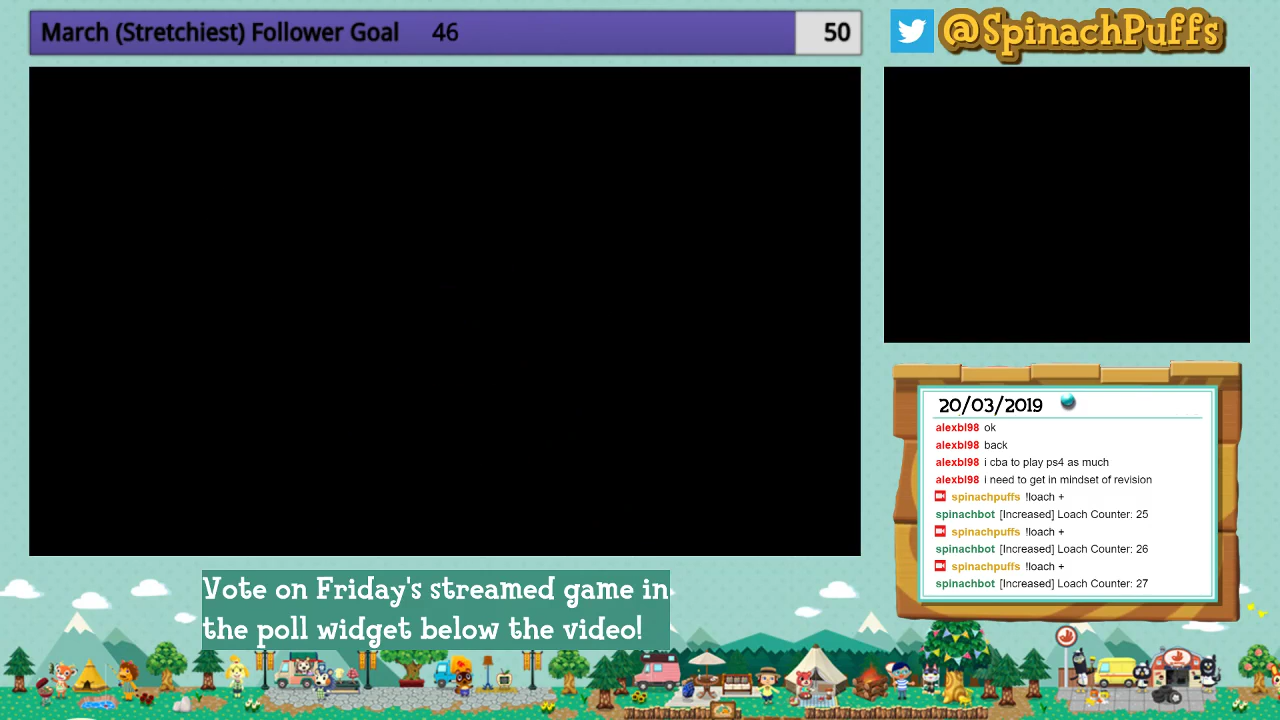 March (Stretchiest) Follower Goal 46 50
@SpinachPuffs
20/03/2019
alexbl98 ok
alexbl98 back
alexbl98 i cba to play ps4 as much
alexbl98 i need to get in mindset of revision
spinachpuffs !loach +
spinachbot [Increased] Loach Counter: 25
spinachpuffs !loach +
spinachbot [Increased] Loach Counter: 26
spinachpuffs !loach +
spinachbot [Increased] Loach Counter: 27
Vote on Friday's streamed game in
the poll widget below the video!